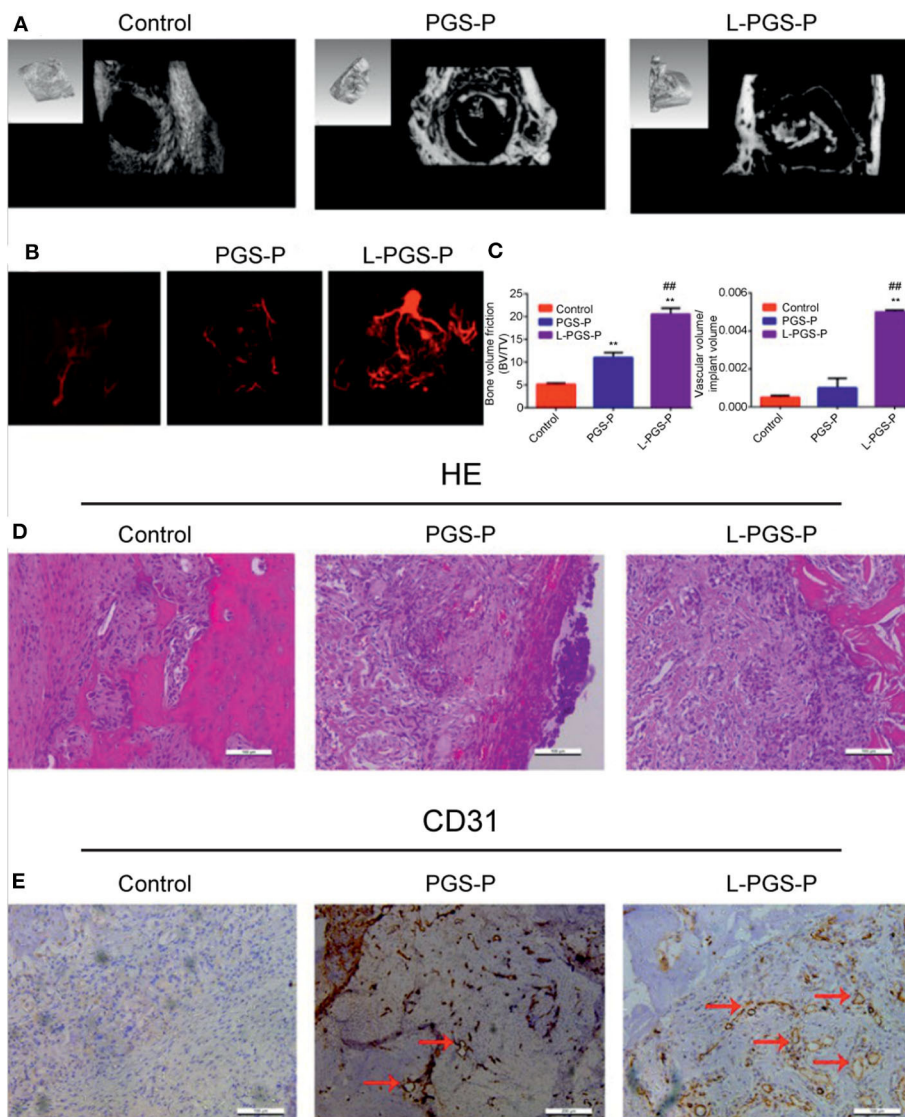 A
Control PGS-P L-PGS-P
B
PGS-P L-PGS-P
C
Bone volume friction
(BV/TV)
25
20
15
10
5
0
Control
PGS-P
L-PGS-P
**
##
**
Control PGS-P L-PGS-P
Vascular volume/
implant volume
0.006
0.004
0.002
0.000
Control
PGS-P
L-PGS-P
##
**
Control PGS-P L-PGS-P
HE
D
Control PGS-P L-PGS-P
CD31
E
Control PGS-P L-PGS-P